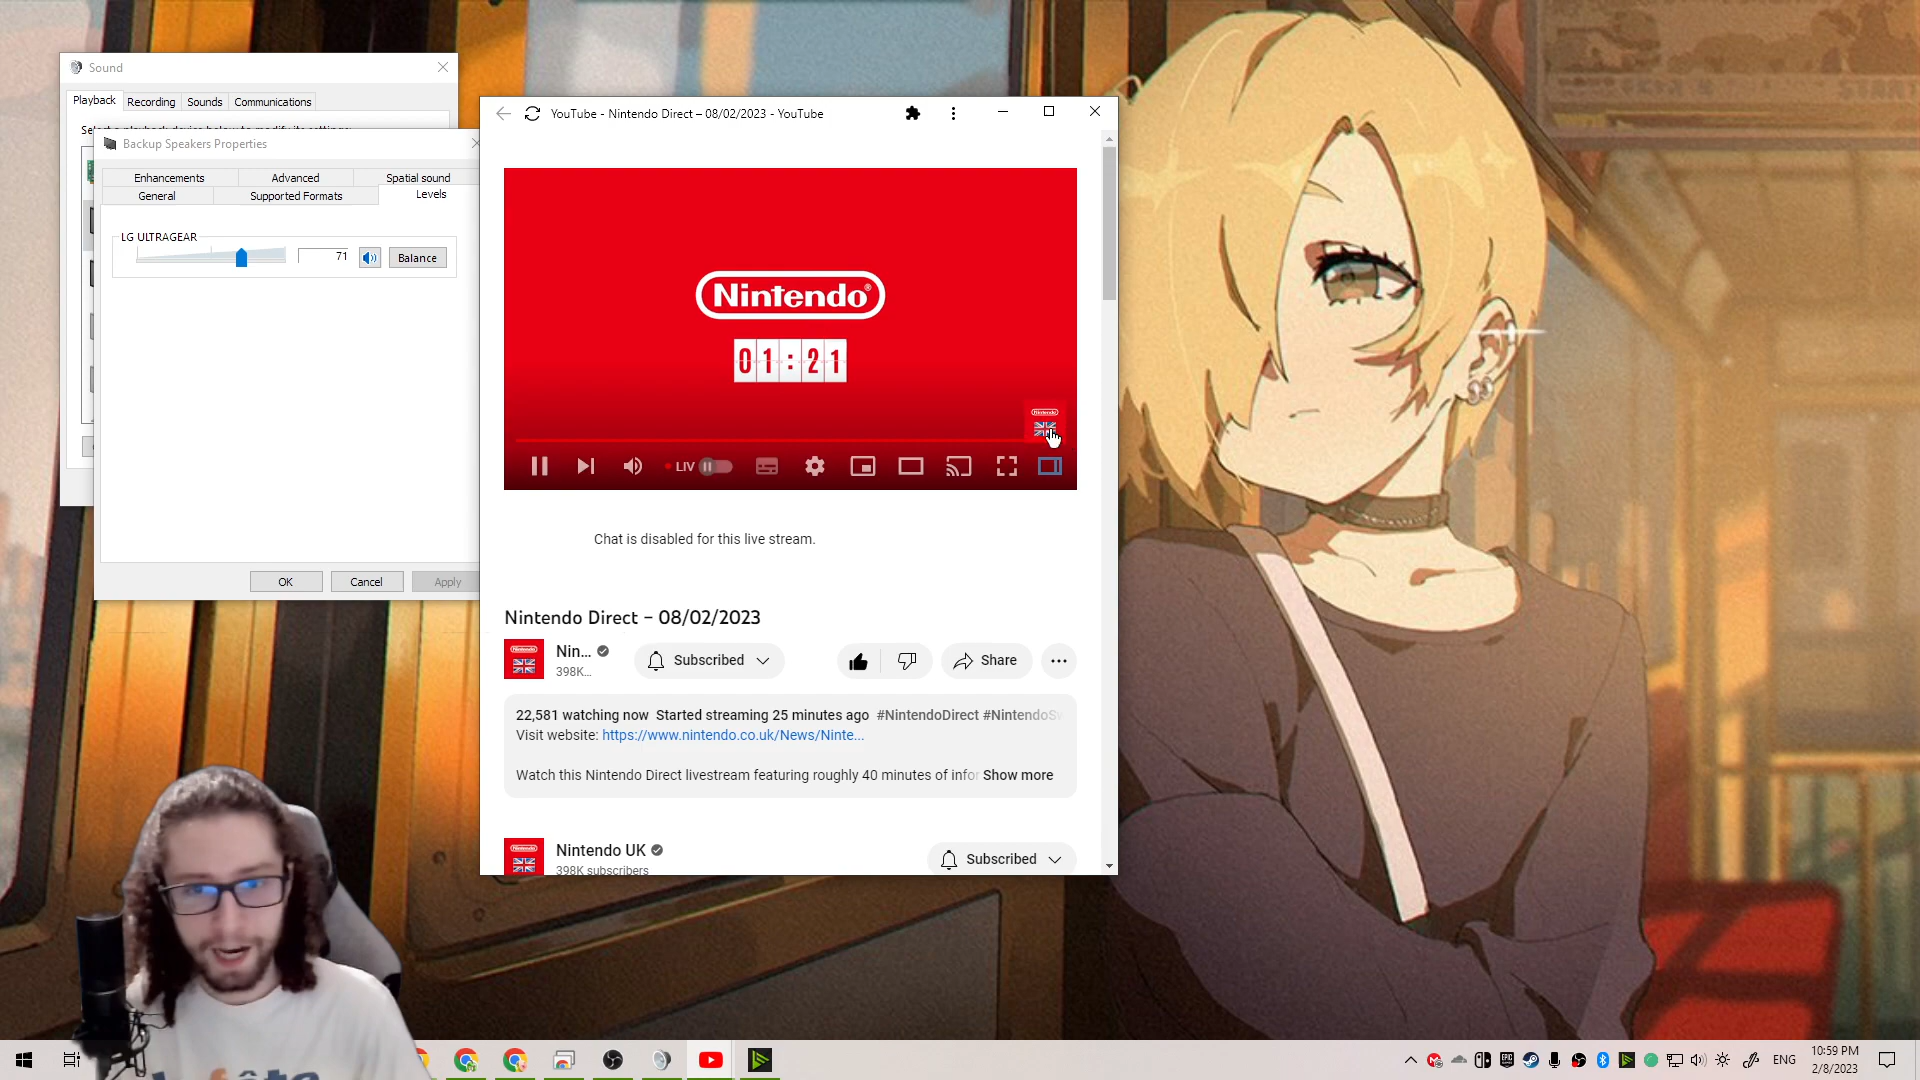 Sound
Playback
Recording
Sounds
Communications
Backup Speakers Properties
Enhancements
Advanced
Spatial sound
General
Supported Formats
Levels
LG ULTRAGEAR
71
Balance
OK
Cancel
Apply
YouTube - Nintendo Direct – 08/02/2023 - YouTube
Nintendo®
01:21
Nintendo
LIV
Chat is disabled for this live stream.
Nintendo Direct – 08/02/2023
Nin...
398K...
Subscribed
Share
22,581 watching now Started streaming 25 minutes ago #NintendoDirect #NintendoSw
Visit website: https://www.nintendo.co.uk/News/Ninte...
Watch this Nintendo Direct livestream featuring roughly 40 minutes of infor Show more
Nintendo UK
398K subscribers
Subscribed
ENG
10:59 PM
2/8/2023